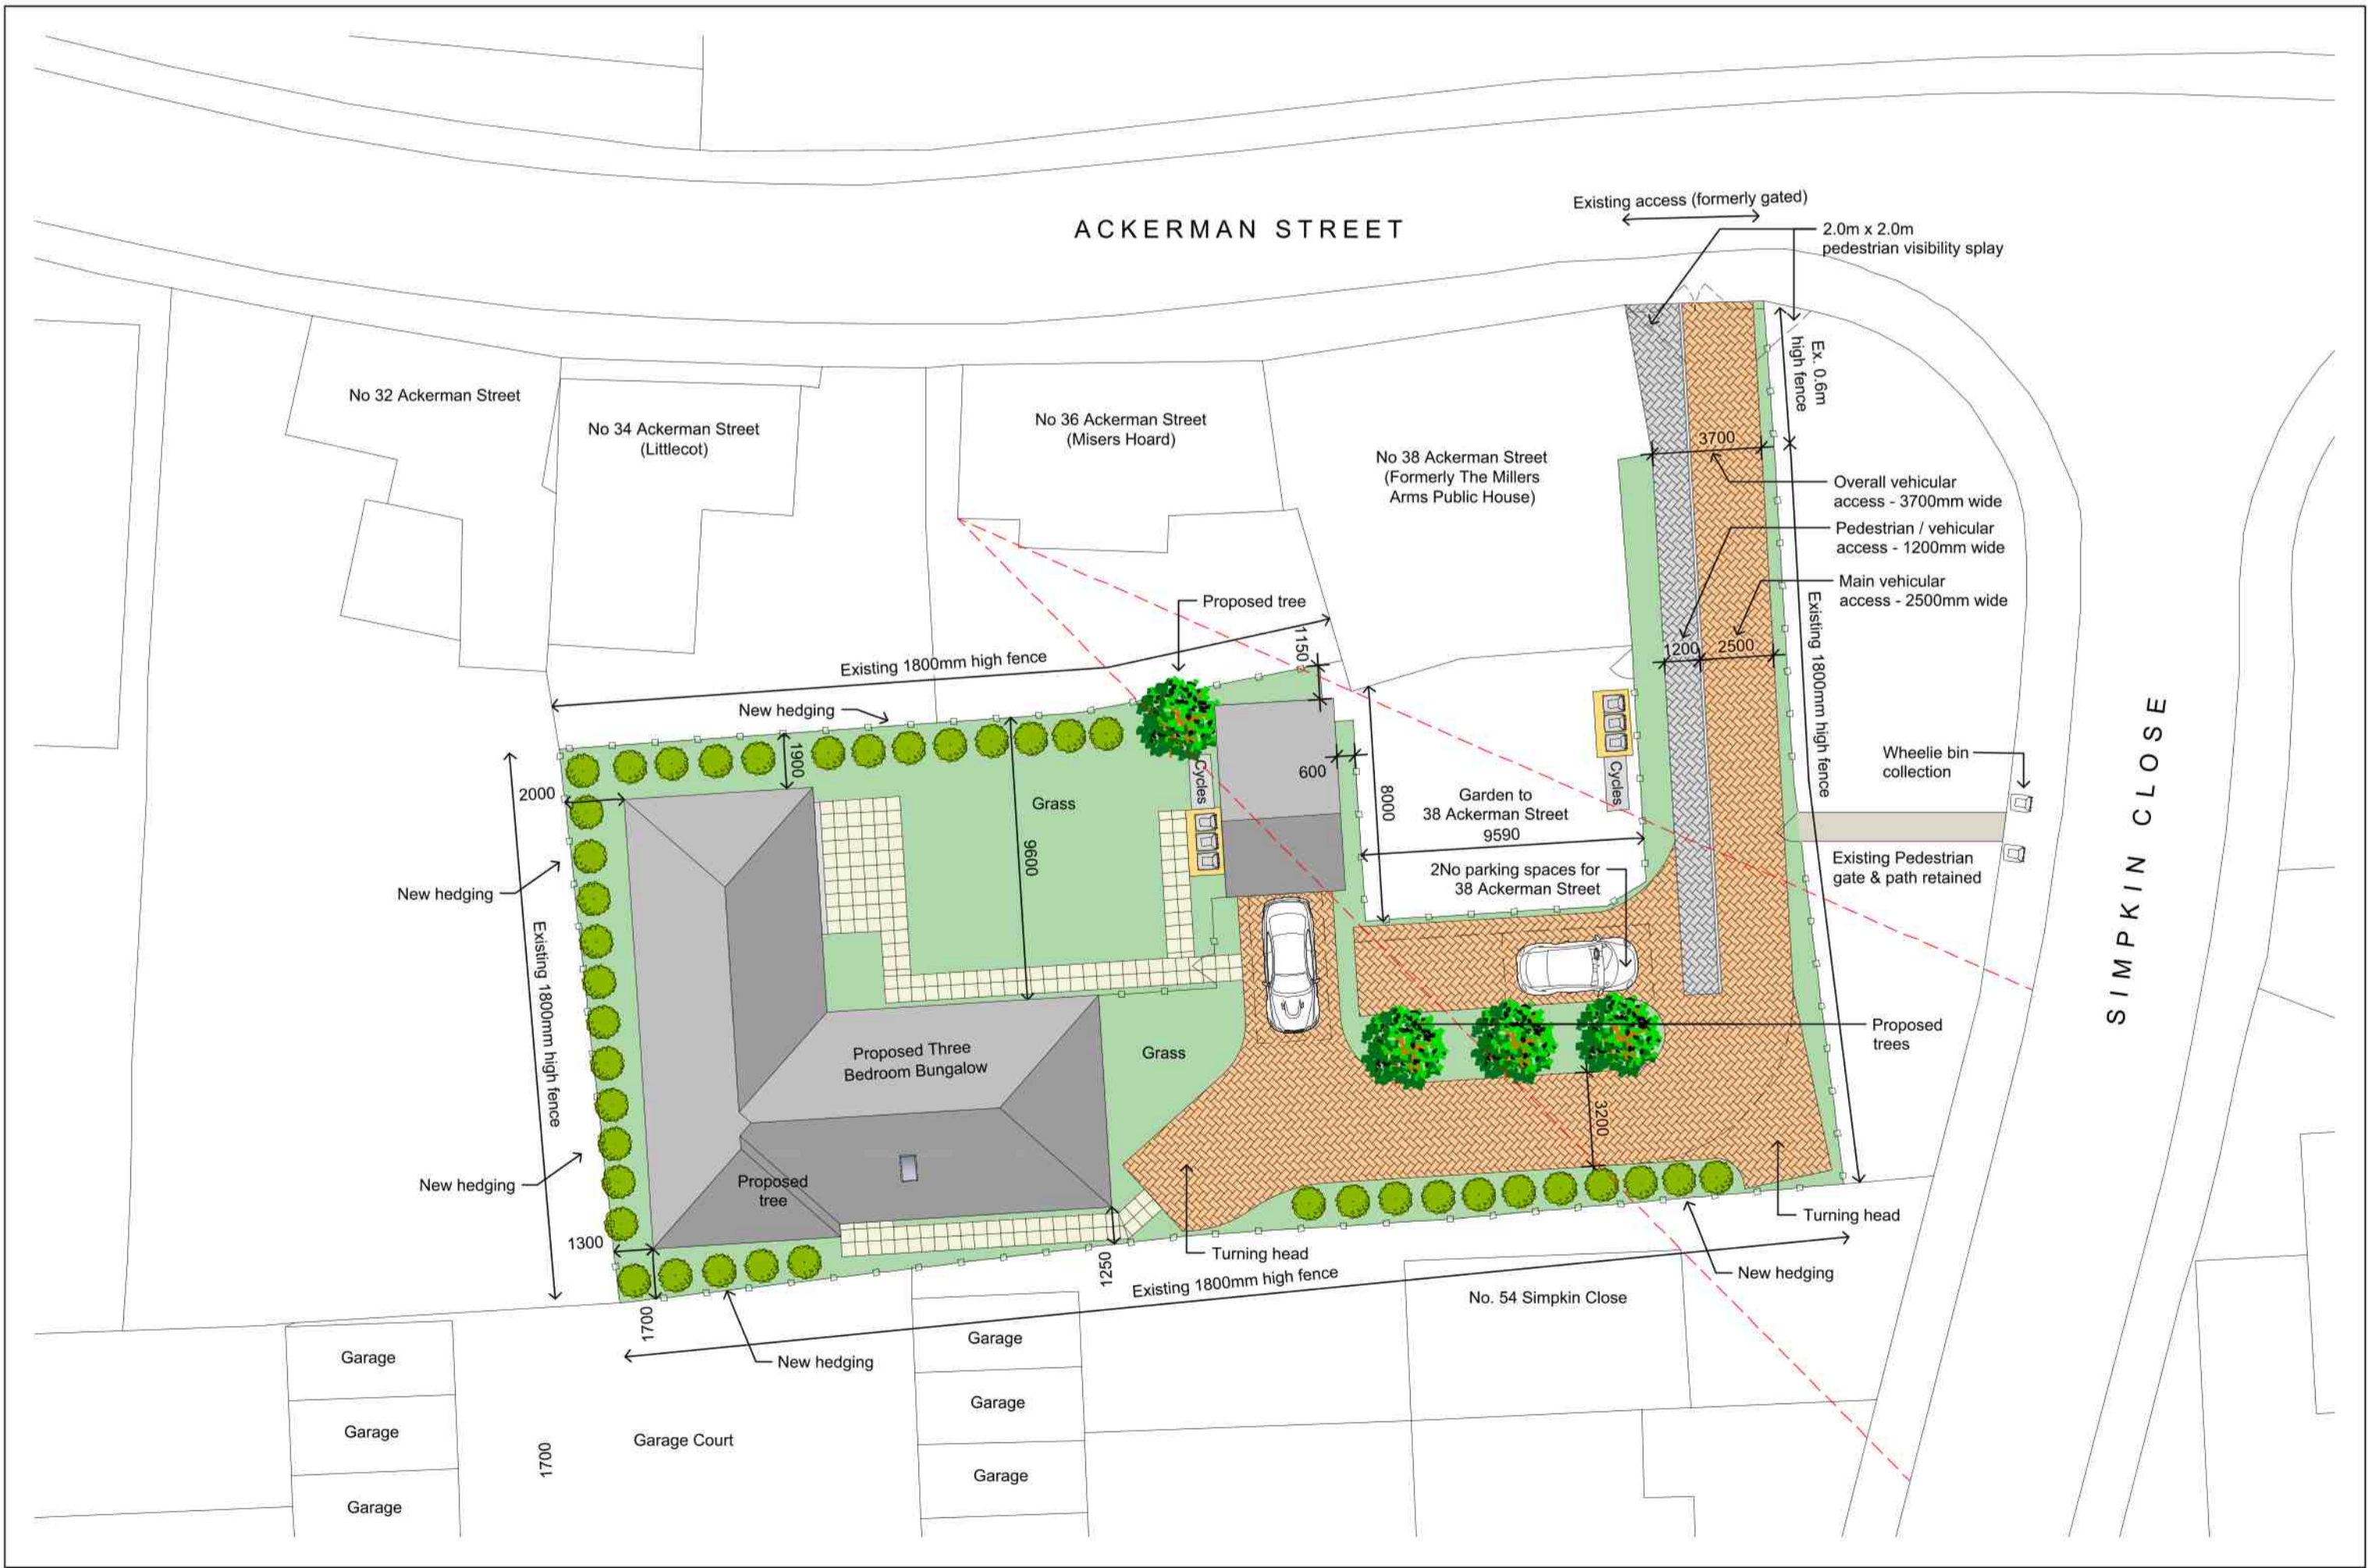 ACKERMAN STREET
Existing access (formerly gated)
2.0m x 2.0m
pedestrian visibility splay
Ex. 0.6m
high fence
No 32 Ackerman Street
No 34 Ackerman Street
(Littlecot)
No 36 Ackerman Street
(Misers Hoard)
No 38 Ackerman Street
(Formerly The Millers
Arms Public House)
3700
Overall vehicular
access - 3700mm wide
Pedestrian / vehicular
access - 1200mm wide
Main vehicular
access - 2500mm wide
1200
2500
Existing 1800mm high fence
Proposed tree
1150
Existing 1800mm high fence
New hedging
1900
2000
9600
Grass
Cycles
600
8000
Garden to
38 Ackerman Street
9590
Cycles
2No parking spaces for
38 Ackerman Street
Wheelie bin
collection
Existing Pedestrian
gate & path retained
SIMPKIN CLOSE
New hedging
Existing 1800mm high fence
Proposed Three
Bedroom Bungalow
Grass
Proposed
trees
3200
New hedging
Proposed
tree
1300
1700
1250
Turning head
Turning head
Existing 1800mm high fence
New hedging
New hedging
No. 54 Simpkin Close
Garage
Garage
Garage
1700
Garage Court
Garage
Garage
Garage